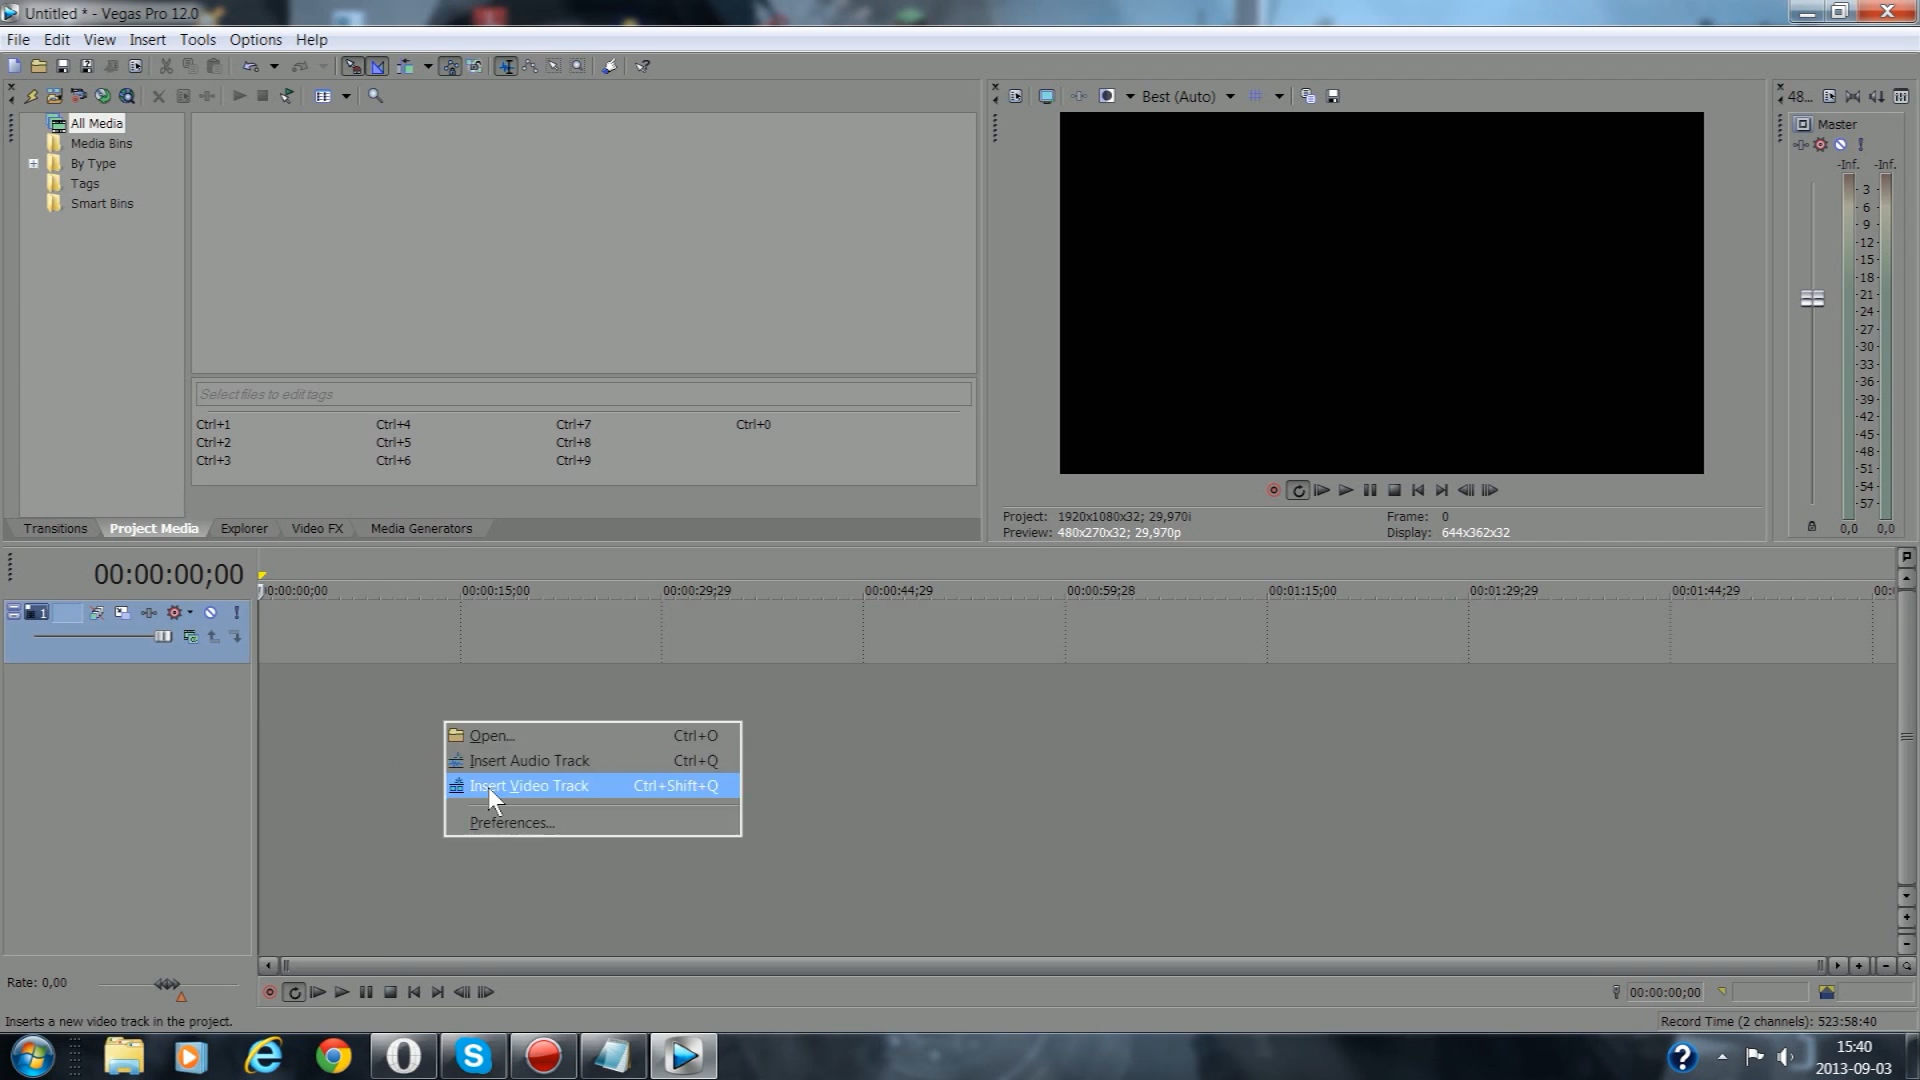 Untitled * - Vegas Pro 12.0
File Edit View Insert Tools Options Help
Best (Auto)
48...
All Media
Media Bins
By Type
Tags
Smart Bins
Master
-Inf. -Inf.
3
6
9
12
15
18
21
24
27
30
33
36
39
42
45
48
51
54
57
0,0 0,0
Select files to edit tags
Ctrl+1 Ctrl+4 Ctrl+7 Ctrl+0
Ctrl+2 Ctrl+5 Ctrl+8
Ctrl+3 Ctrl+6 Ctrl+9
Transitions Project Media Explorer Video FX Media Generators
Project: 1920x1080x32; 29,970i Frame: 0
Preview: 480x270x32; 29,970p Display: 644x362x32
00:00:00;00
00:00:00;00 00:00:15;00 00:00:29;29 00:00:44;29 00:00:59;28 00:01:15;00 00:01:29;29 00:01:44;29
1
Open... Ctrl+O
Insert Audio Track Ctrl+Q
Insert Video Track Ctrl+Shift+Q
Preferences...
Rate: 0,00
00:00:00;00
Inserts a new video track in the project.
Record Time (2 channels): 523:58:40
15:40
2013-09-03